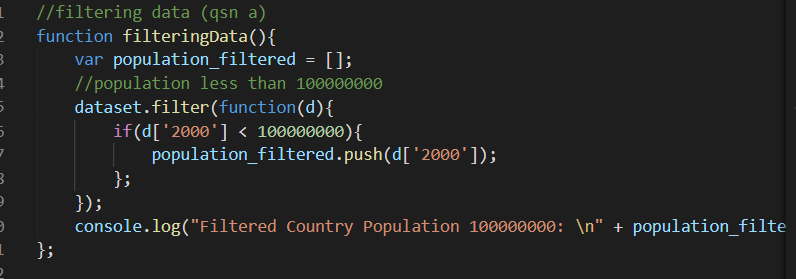 //filtering data (qsn a)
function filteringData(){
var population_filtered = [];
//population less than 100000000
dataset.filter(function(d){
if(d['2000'] < 100000000){
population_filtered.push(d['2000']);
};
});
console.log("Filtered Country Population 100000000: \n" + population_filte
};